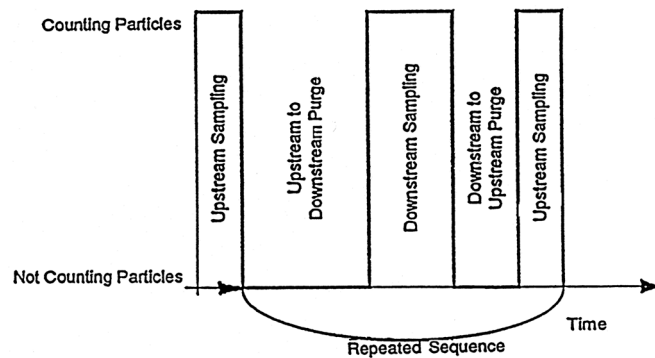 Counting Particles
Upstream Sampling
Upstream to
Downstream Purge
Downstream Sampling
Downstream to
Upstream Purge
Upstream Sampling
Not Counting Particles
Time
Repeated Sequence